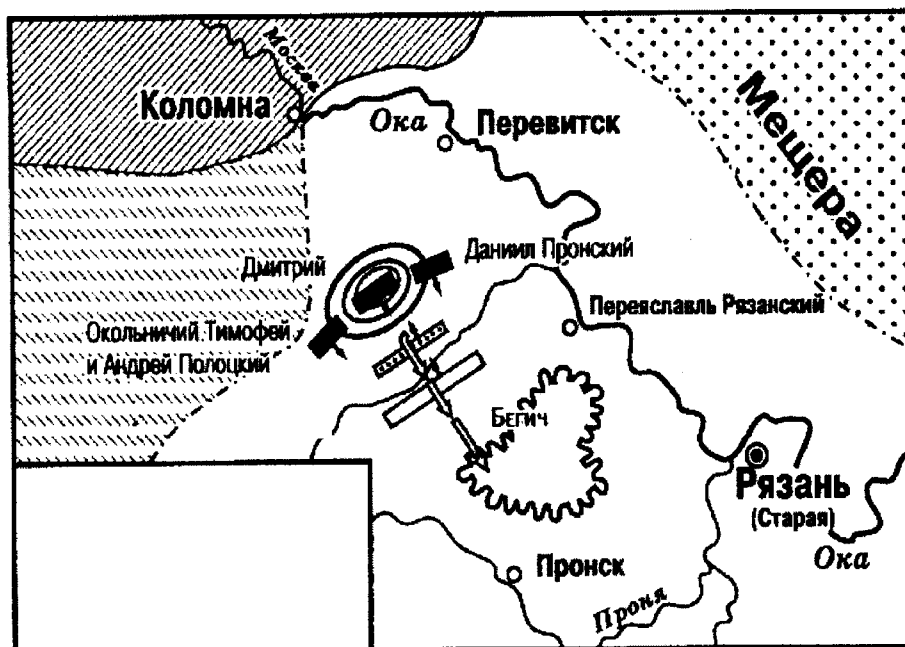 Москва
Коломна
Ока
Перевитск
Мещера
Дмитрий
Даниил Пронский
Переяславль Рязанский
Окольничий Тимофей
и Андрей Полоцкий
Бегич
Рязань
(Старая)
Ока
Пронск
Проня